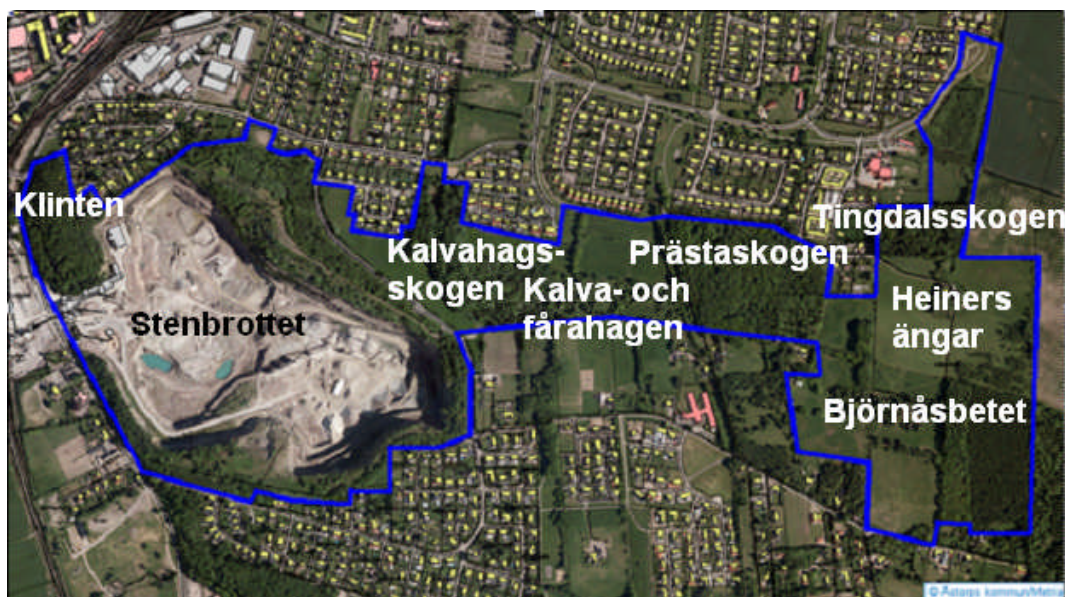 Klinten
Stenbrottet
Kalvahags-
skogen
Kalva- och
fårahagen
Prästaskogen
Tingdalsskogen
Heiners
ängar
Björnåsbetet
© Åstorps kommun/Metria